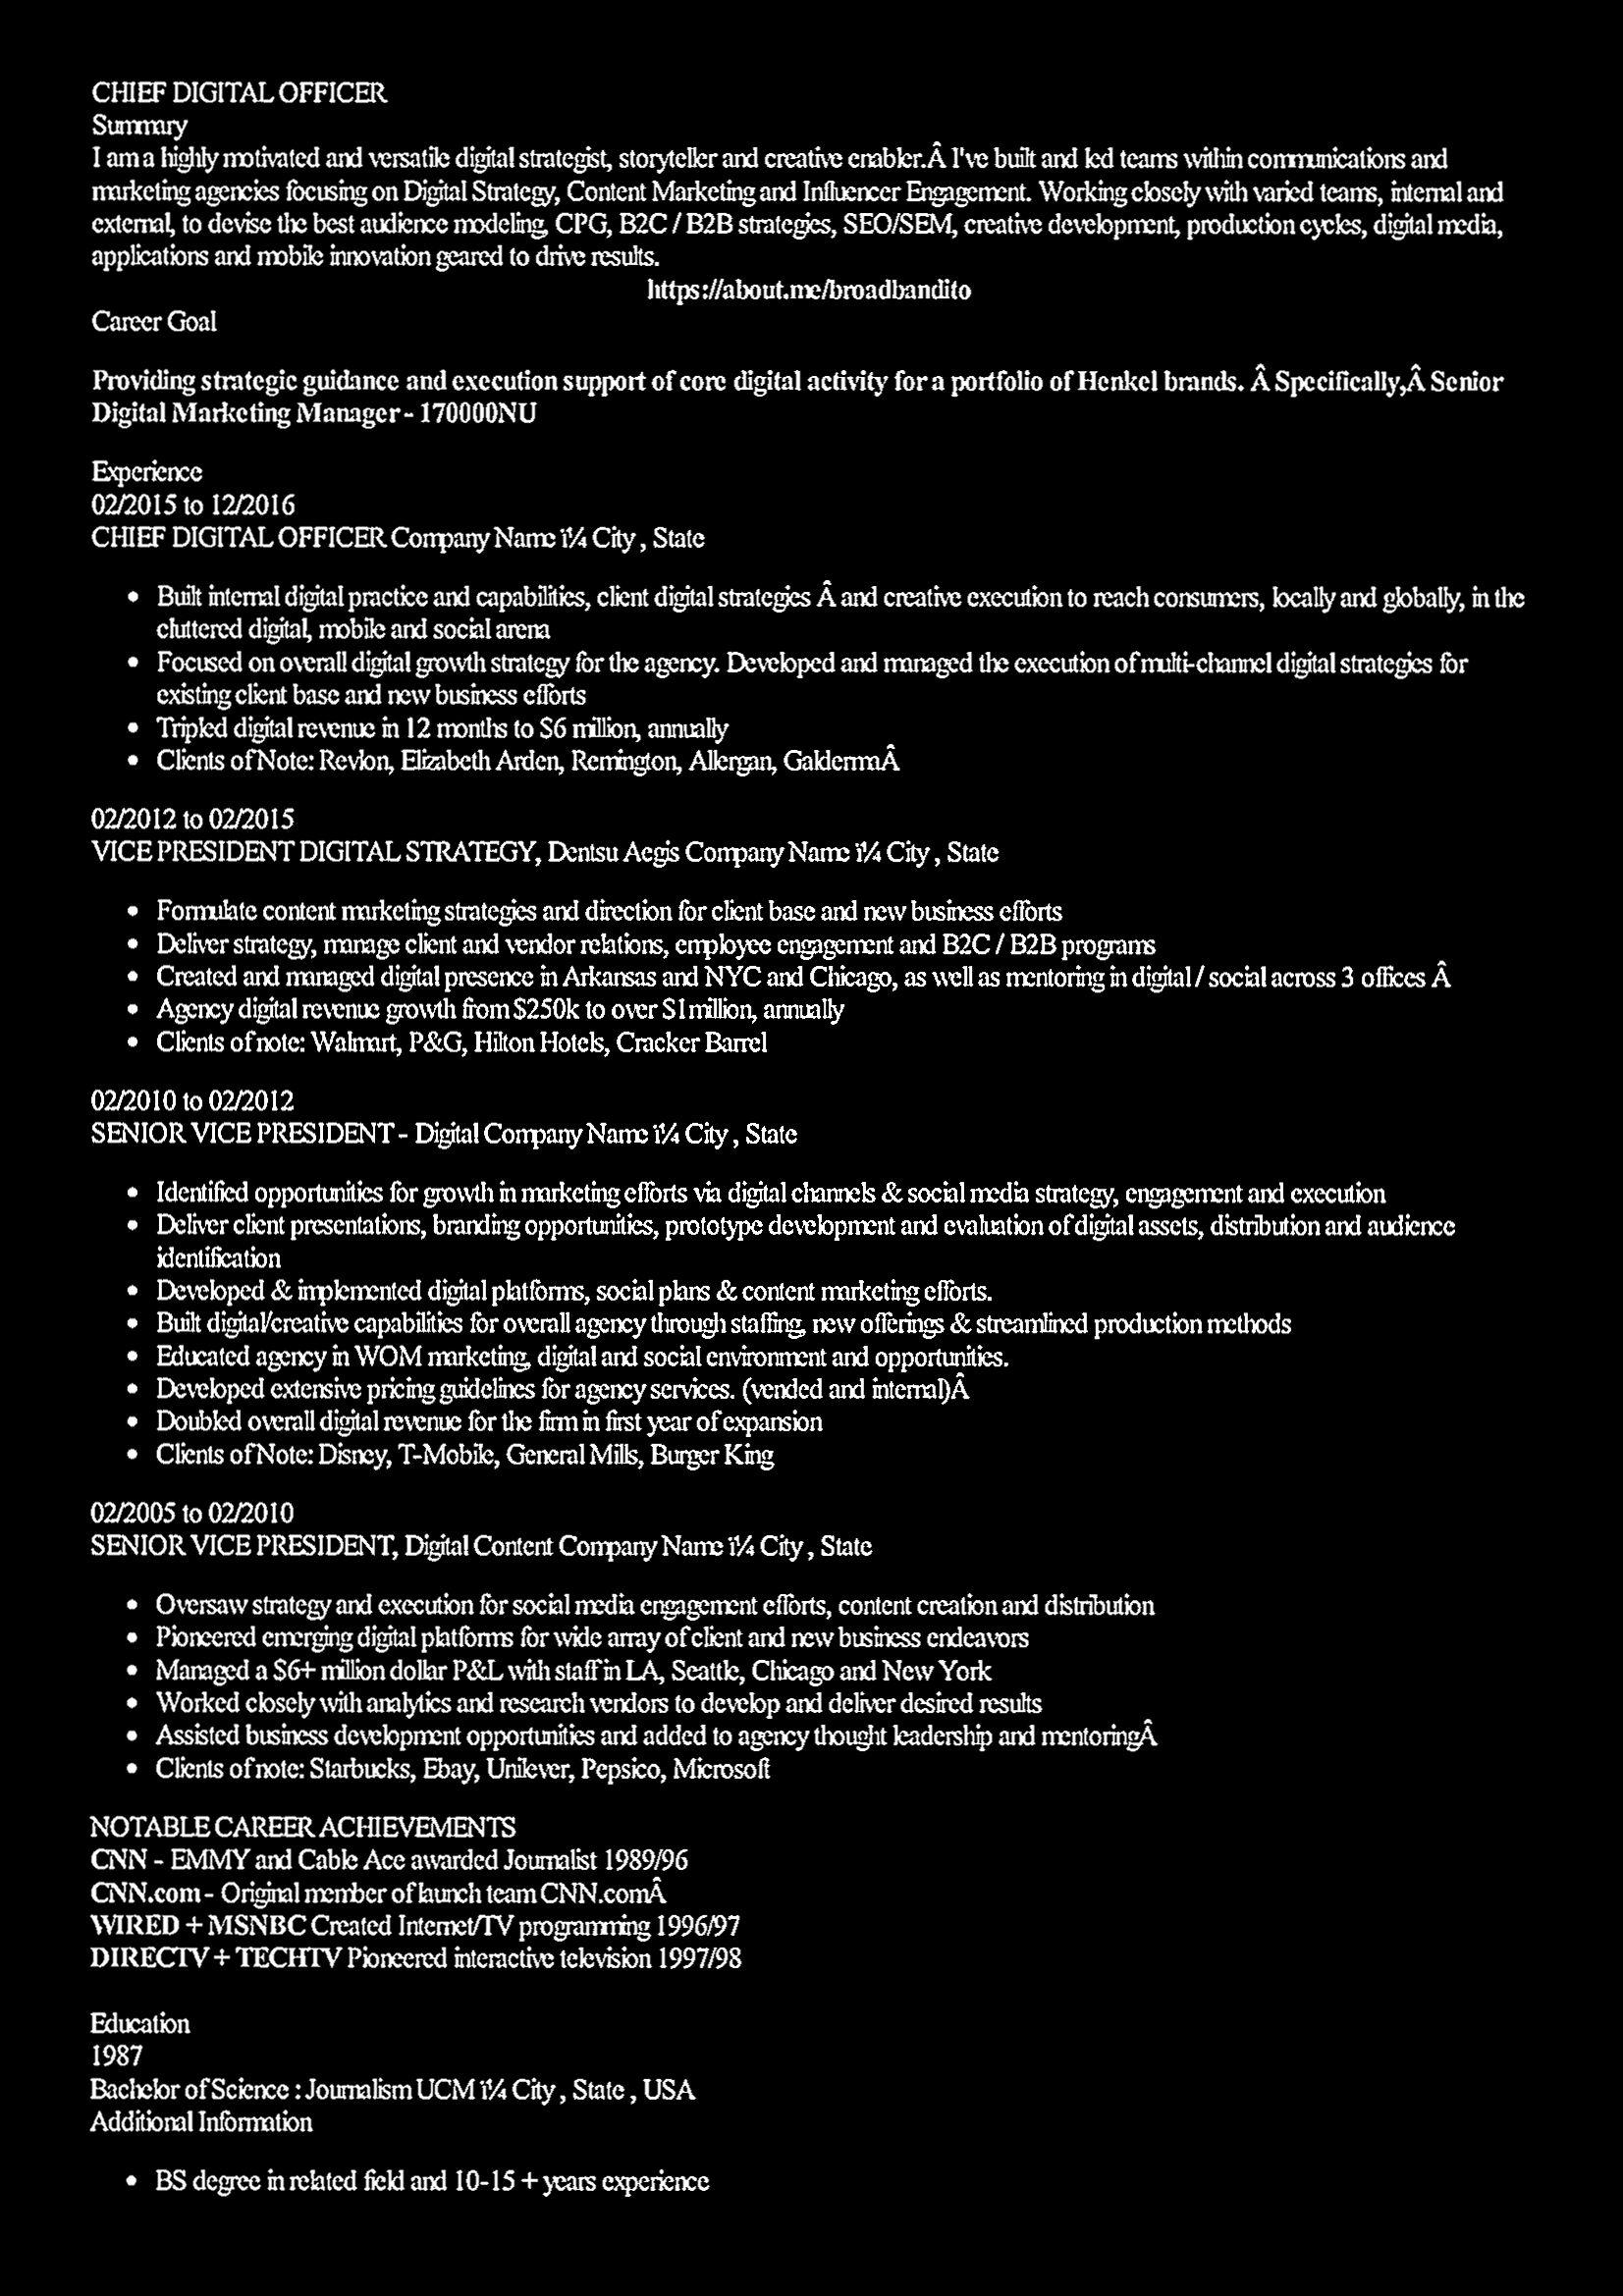 CHIEF DIGITAL OFFICER
Summary
I am a highly motivated and versatile digital strategist, storyteller and creative enabler.Â I've built and led teams within communications and
marketing agencies focusing on Digital Strategy, Content Marketing and Influencer Engagement. Working closely with varied teams, internal and
external, to devise the best audience modeling, CPG, B2C / B2B strategies, SEO/SEM, creative development, production cycles, digital media,
applications and mobile innovation geared to drive results.
https://about.me/broadbandito
Career Goal
Providing strategic guidance and execution support of core digital activity for a portfolio of Henkel brands. Â Specifically,Â Senior
Digital Marketing Manager - 170000NU
Experience
02/2015 to 12/2016
CHIEF DIGITAL OFFICER Company Name ï¼ City , State
• Built internal digital practice and capabilities, client digital strategies Â and creative execution to reach consumers, locally and globally, in the
cluttered digital, mobile and social arena
• Focused on overall digital growth strategy for the agency. Developed and managed the execution of multi-channel digital strategies for
existing client base and new business efforts
• Tripled digital revenue in 12 months to $6 million, annually
• Clients of Note: Revlon, Elizabeth Arden, Remington, Allergan, GaldermaÂ
02/2012 to 02/2015
VICE PRESIDENT DIGITAL STRATEGY, Dentsu Aegis Company Name ï¼ City , State
• Formulate content marketing strategies and direction for client base and new business efforts
• Deliver strategy, manage client and vendor relations, employee engagement and B2C / B2B programs
• Created and managed digital presence in Arkansas and NYC and Chicago, as well as mentoring in digital / social across 3 offices Â
• Agency digital revenue growth from $250k to over $1million, annually
• Clients of note: Walmart, P&G, Hilton Hotels, Cracker Barrel
02/2010 to 02/2012
SENIOR VICE PRESIDENT - Digital Company Name ï¼ City , State
• Identified opportunities for growth in marketing efforts via digital channels & social media strategy, engagement and execution
• Deliver client presentations, branding opportunities, prototype development and evaluation of digital assets, distribution and audience
identification
• Developed & implemented digital platforms, social plans & content marketing efforts.
• Built digital/creative capabilities for overall agency through staffing, new offerings & streamlined production methods
• Educated agency in WOM marketing, digital and social environment and opportunities.
• Developed extensive pricing guidelines for agency services. (vended and internal)Â
• Doubled overall digital revenue for the firm in first year of expansion
• Clients of Note: Disney, T-Mobile, General Mills, Burger King
02/2005 to 02/2010
SENIOR VICE PRESIDENT, Digital Content Company Name ï¼ City , State
• Oversaw strategy and execution for social media engagement efforts, content creation and distribution
• Pioneered emerging digital platforms for wide array of client and new business endeavors
• Managed a $6+ million dollar P&L with staff in LA, Seattle, Chicago and New York
• Worked closely with analytics and research vendors to develop and deliver desired results
• Assisted business development opportunities and added to agency thought leadership and mentoringÂ
• Clients of note: Starbucks, Ebay, Unilever, Pepsico, Microsoft
NOTABLE CAREER ACHIEVEMENTS
CNN - EMMY and Cable Ace awarded Journalist 1989/96
CNN.com - Original member of launch team CNN.comÂ
WIRED + MSNBC Created Internet/TV programming 1996/97
DIRECTV + TECHTV Pioneered interactive television 1997/98
Education
1987
Bachelor of Science : Journalism UCM ï¼ City , State , USA
Additional Information
• BS degree in related field and 10-15 + years experience